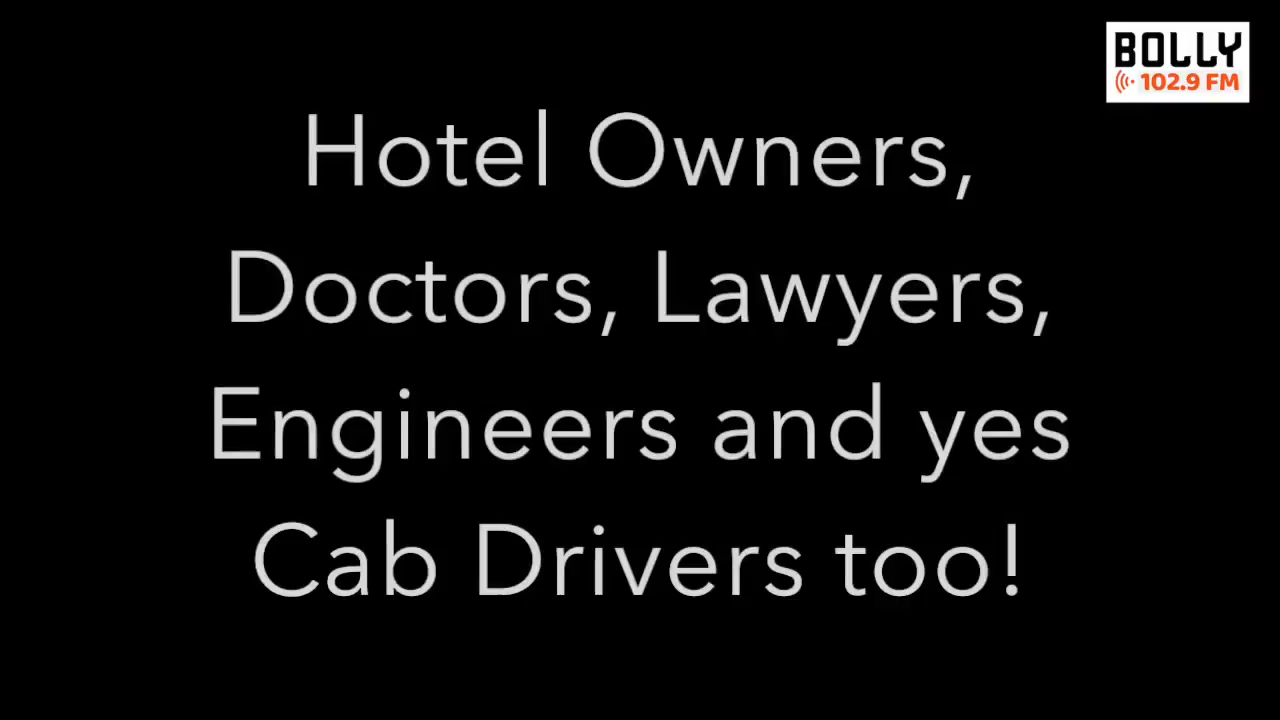 BOLLY
102.9 FM
Hotel Owners,
Doctors, Lawyers,
Engineers and yes
Cab Drivers too!